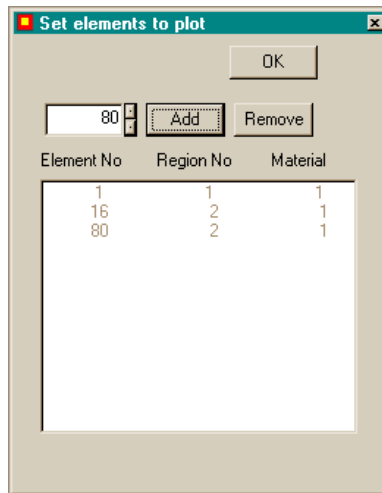 Set elements to plot
OK
80 Add Remove
Element No Region No Material
1 1 1
16 2 1
80 2 1